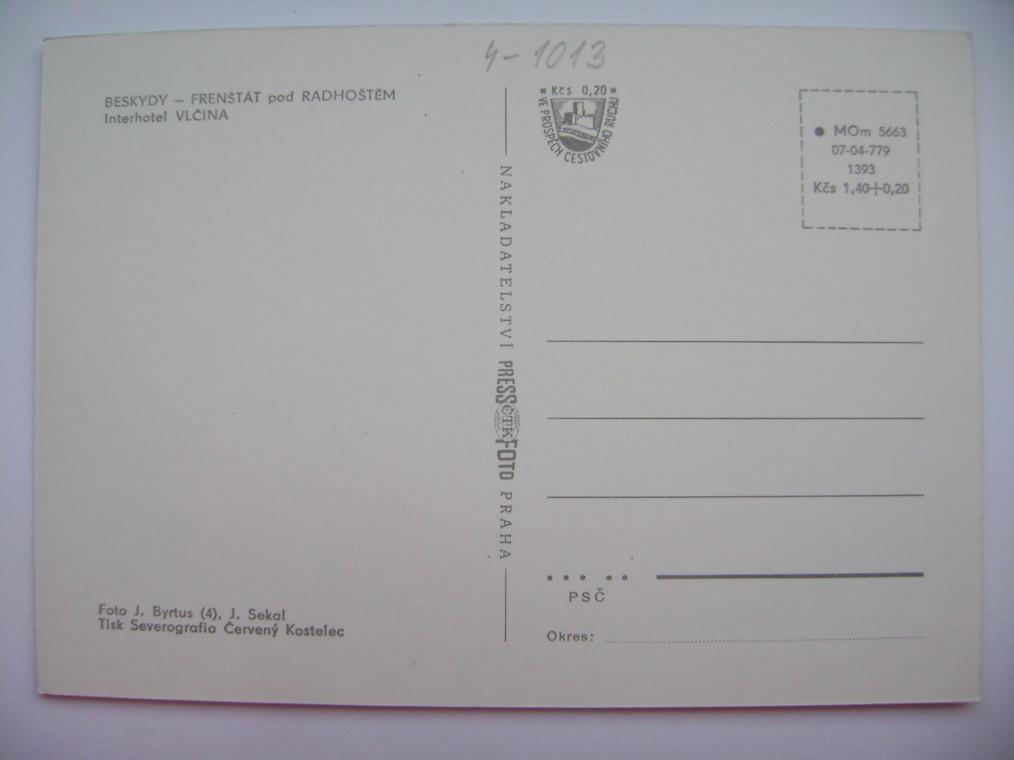 4-1013
BESKYDY – FRENŠTÁT pod RADHOŠTĚM
Interhotel VLČINA
Kčs 0,20
VE PROSPĚCH CESTOVNÍHO RUCHU
● MOm 5663
07-04-779
1393
Kčs 1,40+0,20
NAKLADATELSTVÍ PRESSFOTO PRAHA
ČTK
PSČ
Okres:
Foto J. Byrtus (4), J. Sekal
Tisk Severografia Červený Kostelec